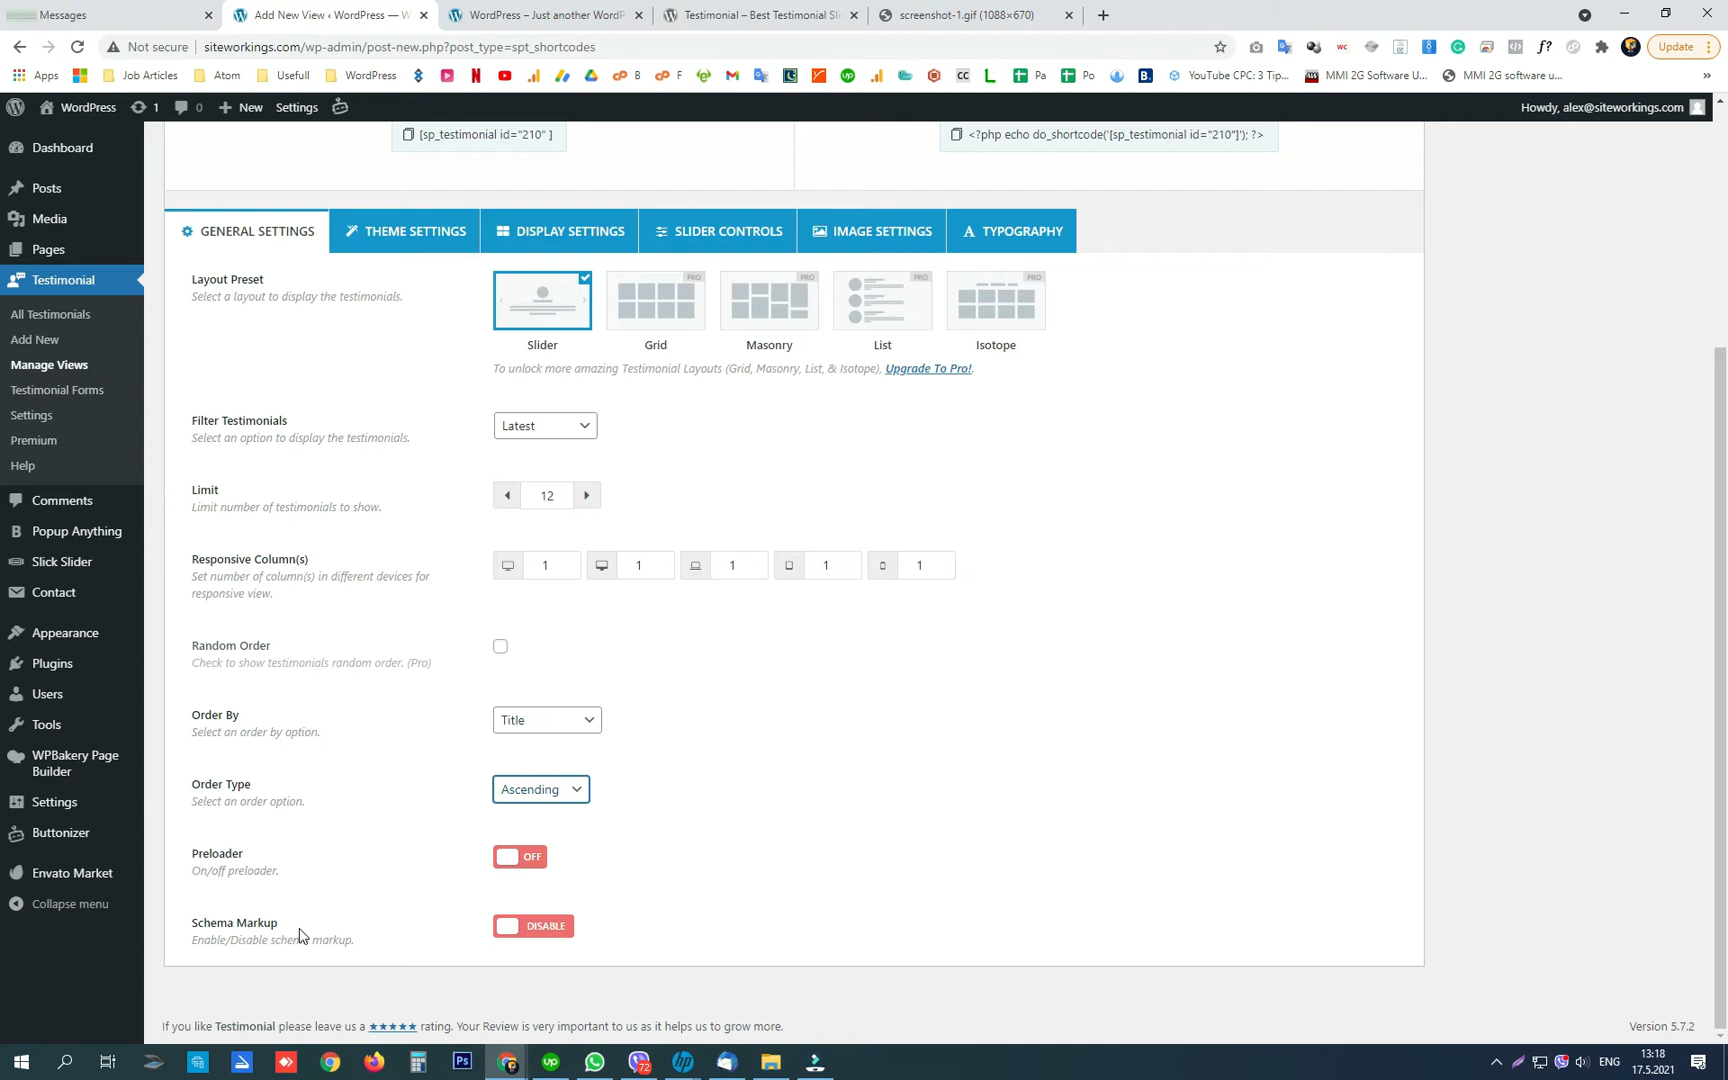 Messages
Add New View ‹ WordPress — W
WordPress – Just another WordP
Testimonial – Best Testimonial Sli
screenshot-1.gif (1088×670)
Not secure
siteworkings.com/wp-admin/post-new.php?post_type=spt_shortcodes
Update
Apps
Job Articles
Atom
Usefull
WordPress
B
F
Pa
Po
YouTube CPC: 3 Tip...
MMI 2G Software U...
MMI 2G software u...
WordPress
1
0
New
Settings
Howdy, alex@siteworkings.com
Dashboard
Posts
Media
Pages
Testimonial
All Testimonials
Add New
Manage Views
Testimonial Forms
Settings
Premium
Help
Comments
Popup Anything
Slick Slider
Contact
Appearance
Plugins
Users
Tools
WPBakery Page
Builder
Settings
Buttonizer
Envato Market
Collapse menu
[sp_testimonial id="210" ]
<?php echo do_shortcode('[sp_testimonial id="210"]'); ?>
GENERAL SETTINGS
THEME SETTINGS
DISPLAY SETTINGS
SLIDER CONTROLS
IMAGE SETTINGS
TYPOGRAPHY
Layout Preset
Select a layout to display the testimonials.
PRO
PRO
PRO
PRO
Slider
Grid
Masonry
List
Isotope
To unlock more amazing Testimonial Layouts (Grid, Masonry, List, & Isotope), Upgrade To Pro!.
Filter Testimonials
Select an option to display the testimonials.
Latest
Limit
Limit number of testimonials to show.
12
Responsive Column(s)
Set number of column(s) in different devices for
responsive view.
1
1
1
1
1
Random Order
Check to show testimonials random order. (Pro)
Order By
Select an order by option.
Title
Order Type
Select an order option.
Ascending
Preloader
On/off preloader.
OFF
Schema Markup
Enable/Disable schema markup.
DISABLE
If you like Testimonial please leave us a ★★★★★ rating. Your Review is very important to us as it helps us to grow more.
Version 5.7.2
72
ENG
13:18
17.5.2021